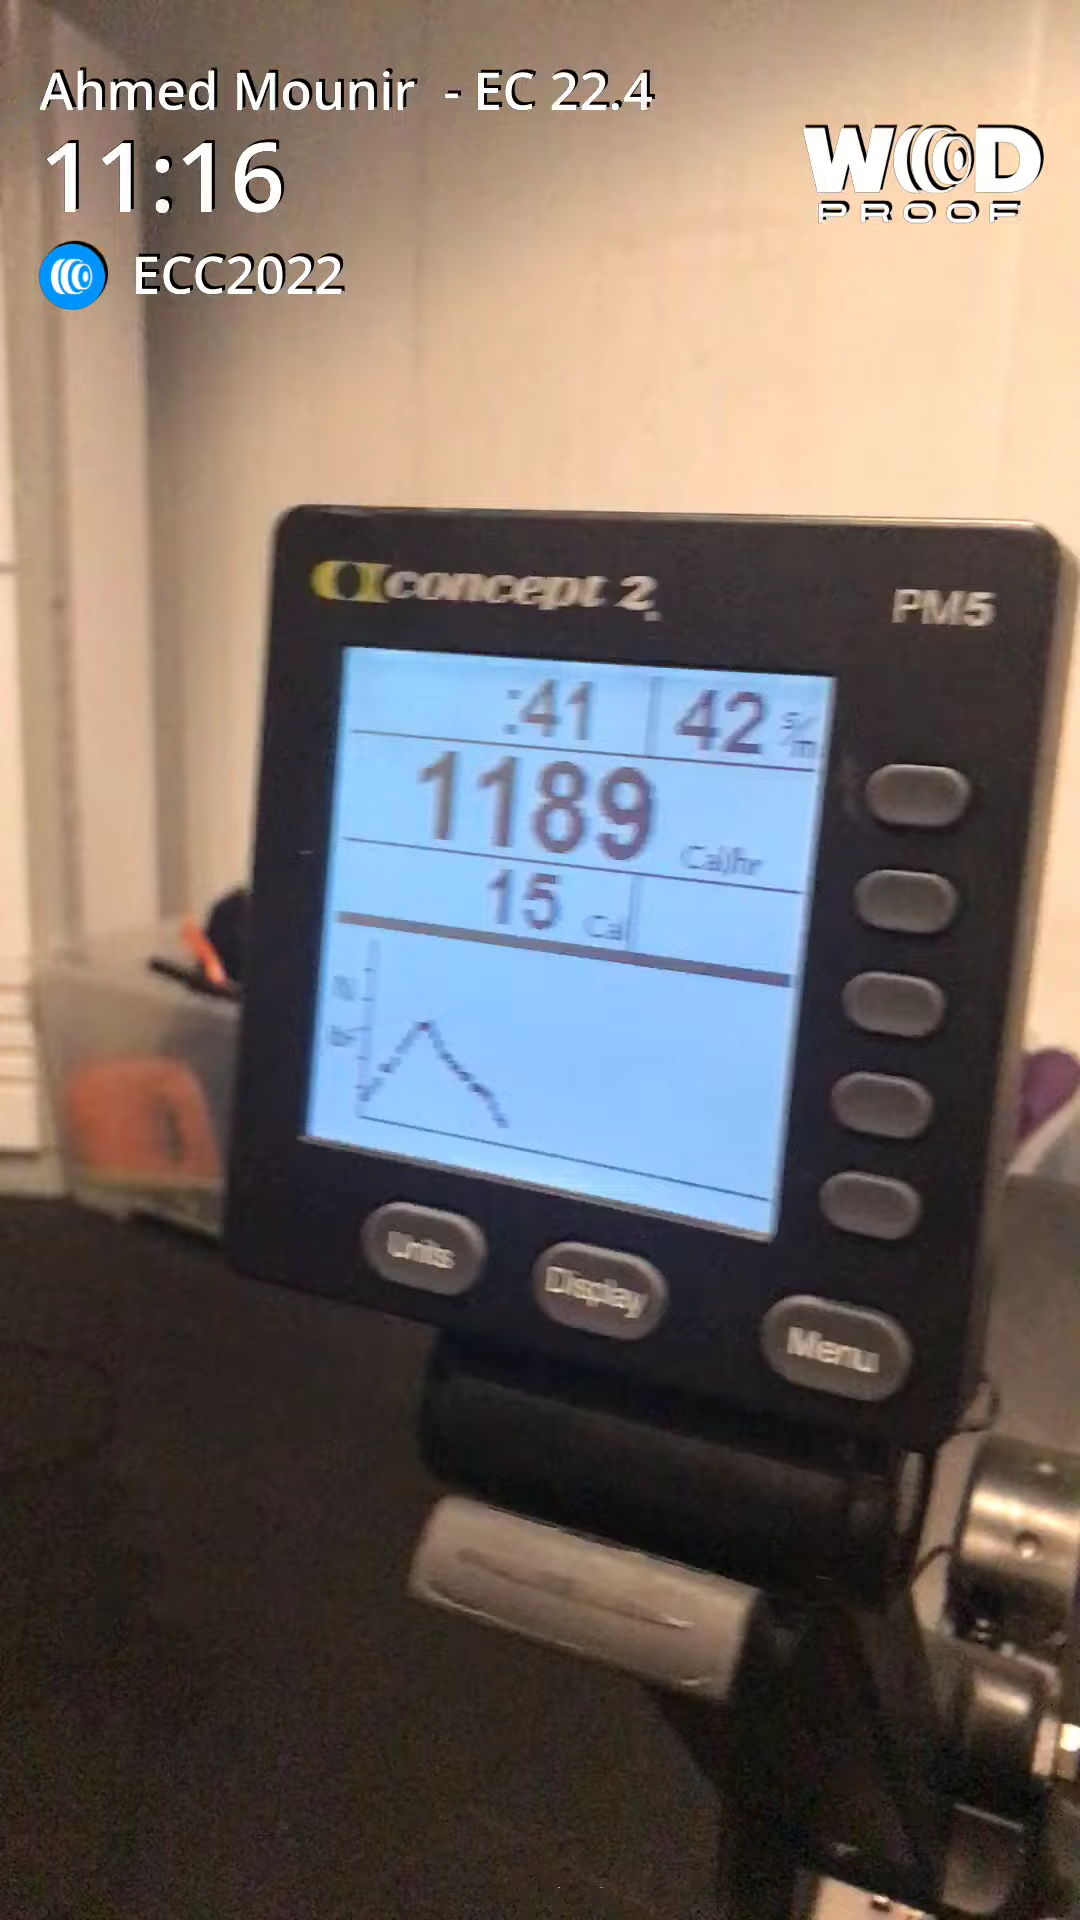 Ahmed Mounir - EC 22.4
11:16
WOD
PROOF
ECC2022
concept 2
PM5
:41
42 s/m
1189 Cal/hr
15 Cal
Units
Display
Menu